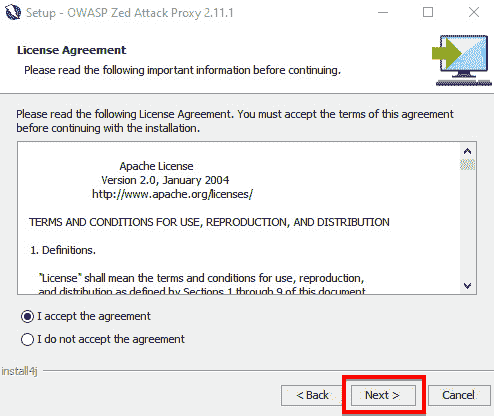 Setup - OWASP Zed Attack Proxy 2.11.1
License Agreement
Please read the following important information before continuing.
Please read the following License Agreement. You must accept the terms of this agreement
before continuing with the installation.
Apache License
Version 2.0, January 2004
http://www.apache.org/licenses/
TERMS AND CONDITIONS FOR USE, REPRODUCTION, AND DISTRIBUTION
1. Definitions.
"License" shall mean the terms and conditions for use, reproduction,
and distribution as defined by Sections 1 through 9 of this document.
I accept the agreement
I do not accept the agreement
install4j
< Back
Next >
Cancel